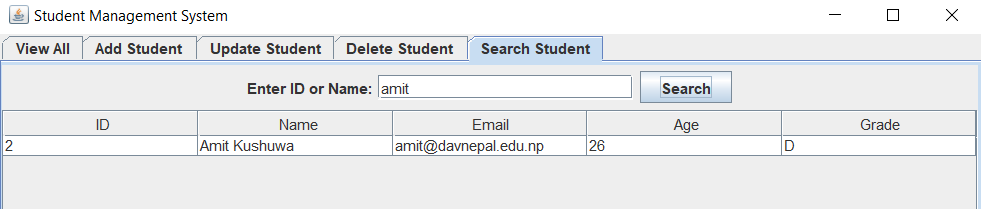 Student Management System
View All Add Student Update Student Delete Student Search Student
Enter ID or Name: amit Search
ID Name Email Age Grade
2 Amit Kushuwa amit@davnepal.edu.np 26 D